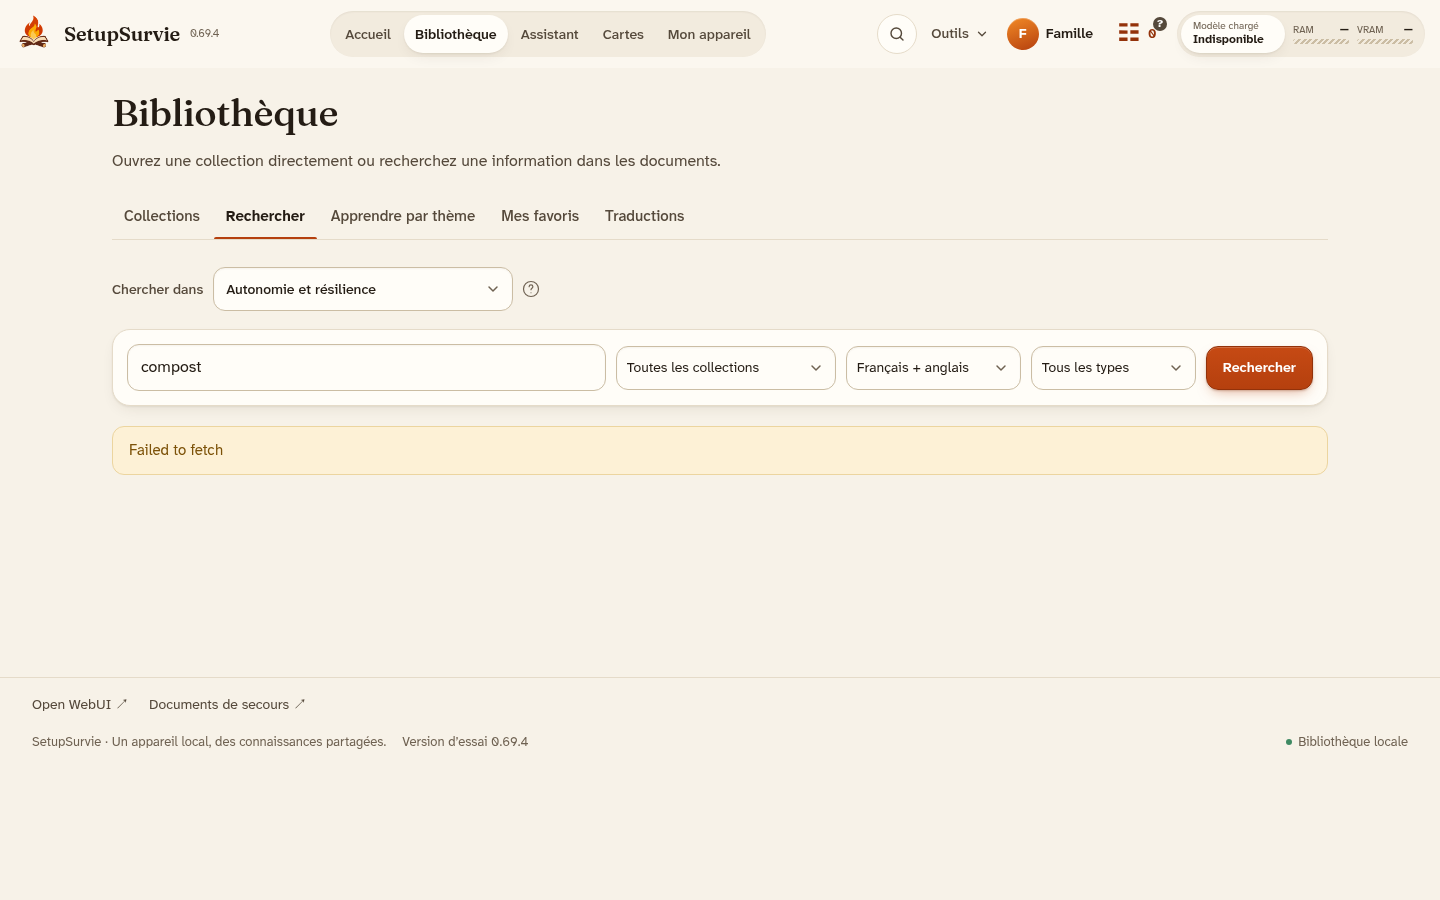 SetupSurvie 0.69.4
Accueil Bibliothèque Assistant Cartes Mon appareil
Outils
F Famille
? 0
Modèle chargé
Indisponible
RAM — VRAM —
Bibliothèque
Ouvrez une collection directement ou recherchez une information dans les documents.
Collections Rechercher Apprendre par thème Mes favoris Traductions
Chercher dans Autonomie et résilience ?
compost Toutes les collections Français + anglais Tous les types Rechercher
Failed to fetch
Open WebUI ↗ Documents de secours ↗
SetupSurvie · Un appareil local, des connaissances partagées. Version d'essai 0.69.4 Bibliothèque locale